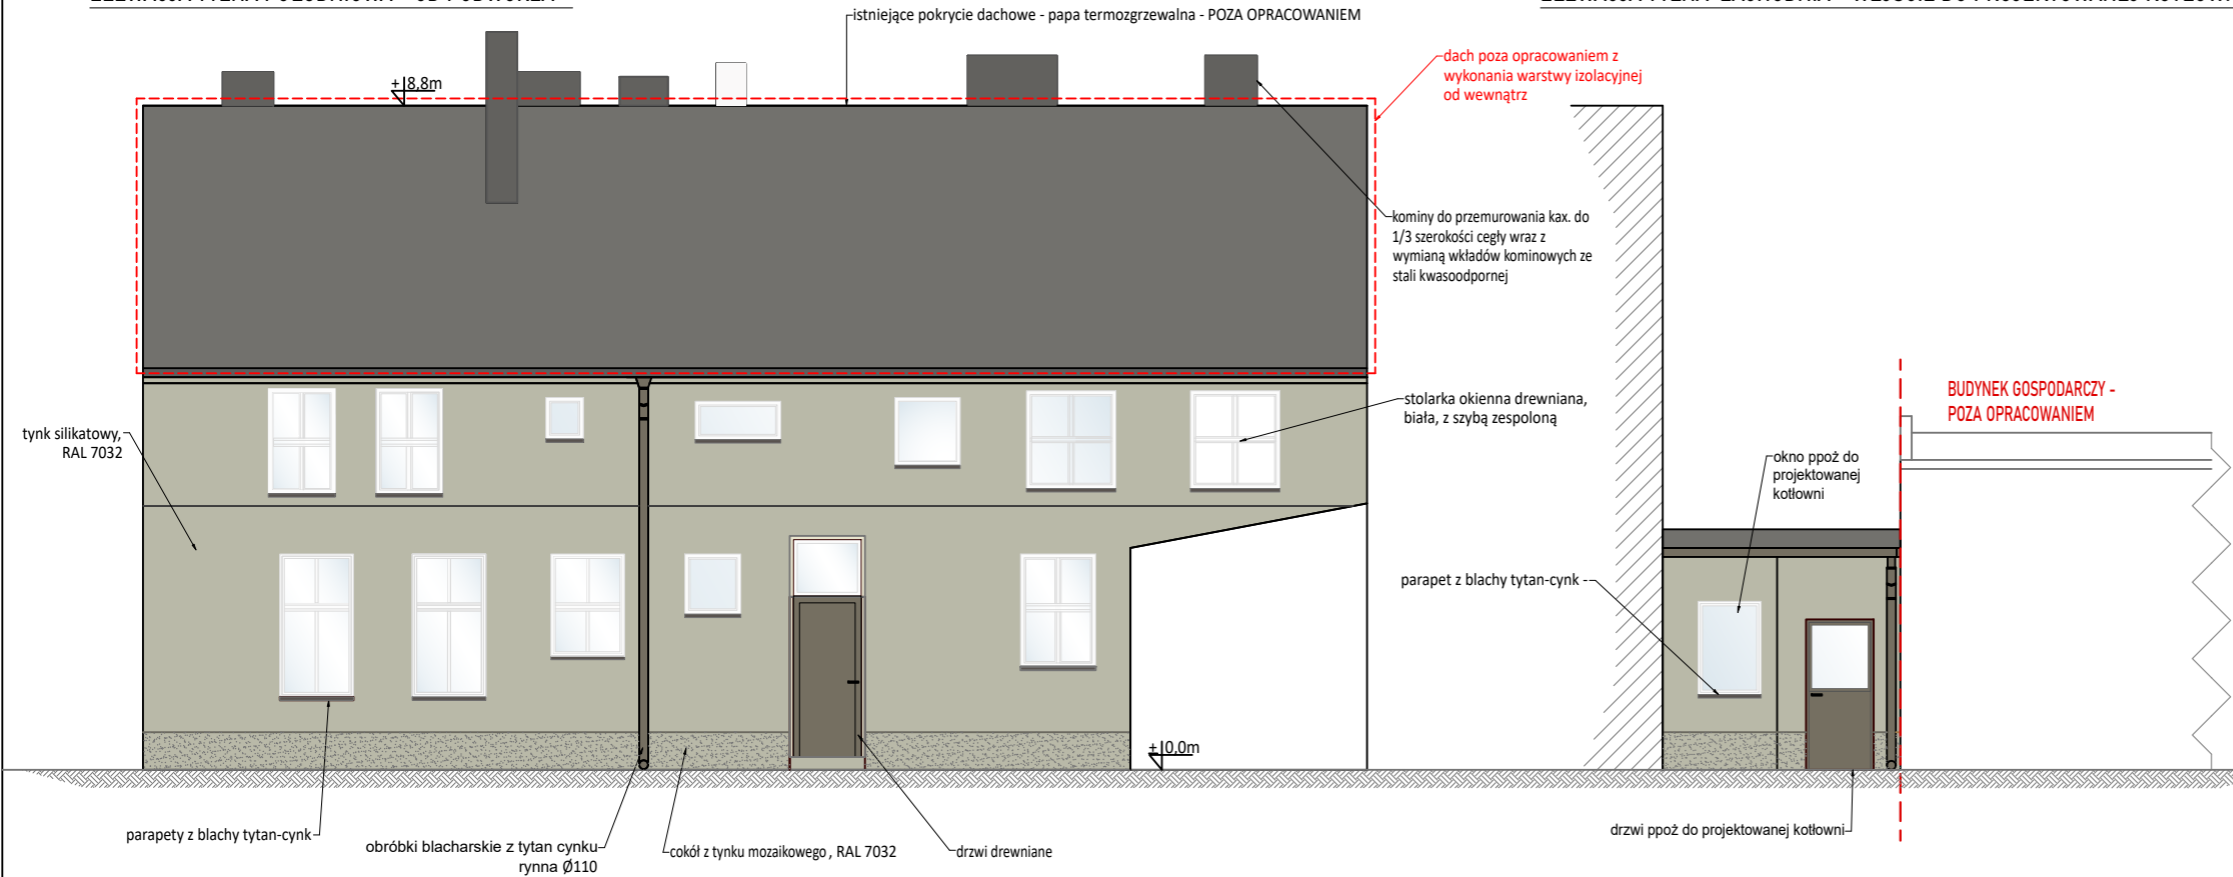 istniejące pokrycie dachowe - papa termozgrzewalna - POZA OPRACOWANIEM
dach poza opracowaniem z
wykonania warstwy izolacyjnej
od wewnątrz
+8,8m
kominy do przemurowania kax. do
1/3 szerokości cegły wraz z
wymianą wkładów kominowych ze
stali kwasoodpornej
tynk silikatowy,
RAL 7032
stolarka okienna drewniana,
biała, z szybą zespoloną
BUDYNEK GOSPODARCZY -
POZA OPRACOWANIEM
okno ppoż do
projektowanej
kotłowni
parapet z blachy tytan-cynk --
±0,0m
parapety z blachy tytan-cynk
obróbki blacharskie z tytan cynku
rynna Ø110
cokół z tynku mozaikowego , RAL 7032
drzwi drewniane
drzwi ppoż do projektowanej kotłowni